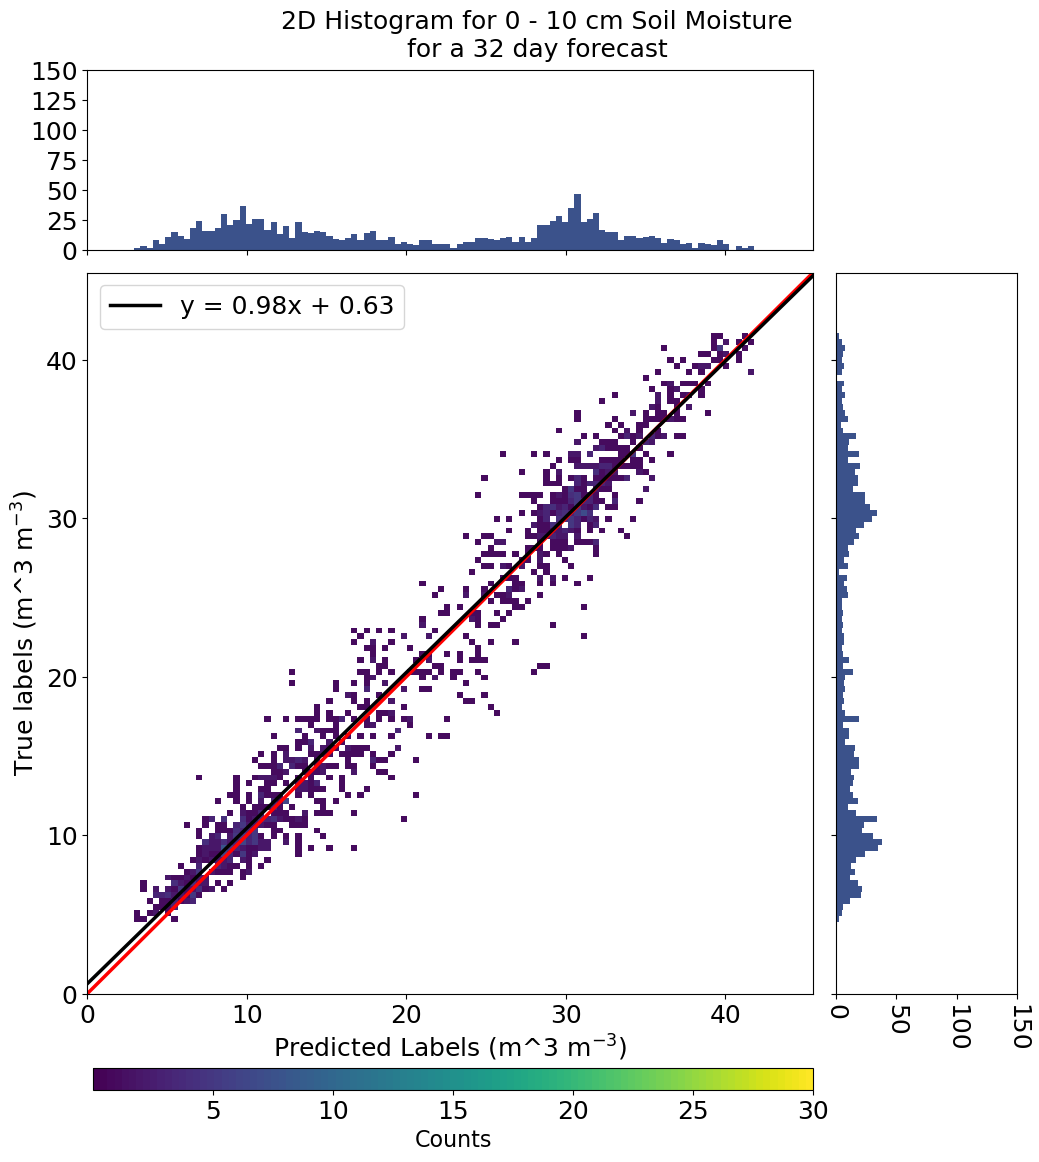 2D Histogram for 0 - 10 cm Soil Moisture
for a 32 day forecast
150
125
100
75
50
25
0
y = 0.98x + 0.63
40
30
20
10
0
True labels (m^3 m⁻³)
0 10 20 30 40
Predicted Labels (m^3 m⁻³)
0 50 100 150
5 10 15 20 25 30
Counts